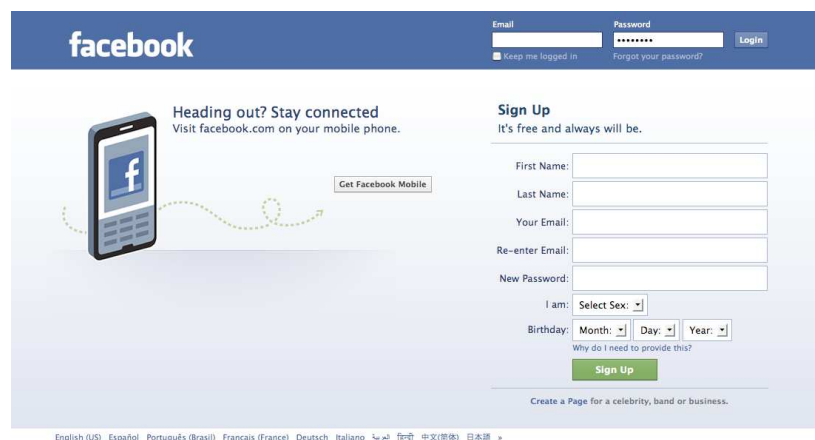 facebook
Email Password
•••••••• Login
Keep me logged in Forgot your password?
Heading out? Stay connected
Visit facebook.com on your mobile phone.
Get Facebook Mobile
Sign Up
It's free and always will be.
First Name:
Last Name:
Your Email:
Re-enter Email:
New Password:
I am: Select Sex:
Birthday: Month: Day: Year:
Why do I need to provide this?
Sign Up
Create a Page for a celebrity, band or business.
English (US) Español Português (Brasil) Français (France) Deutsch Italiano العربية हिन्दी 中文(简体) 日本語 »